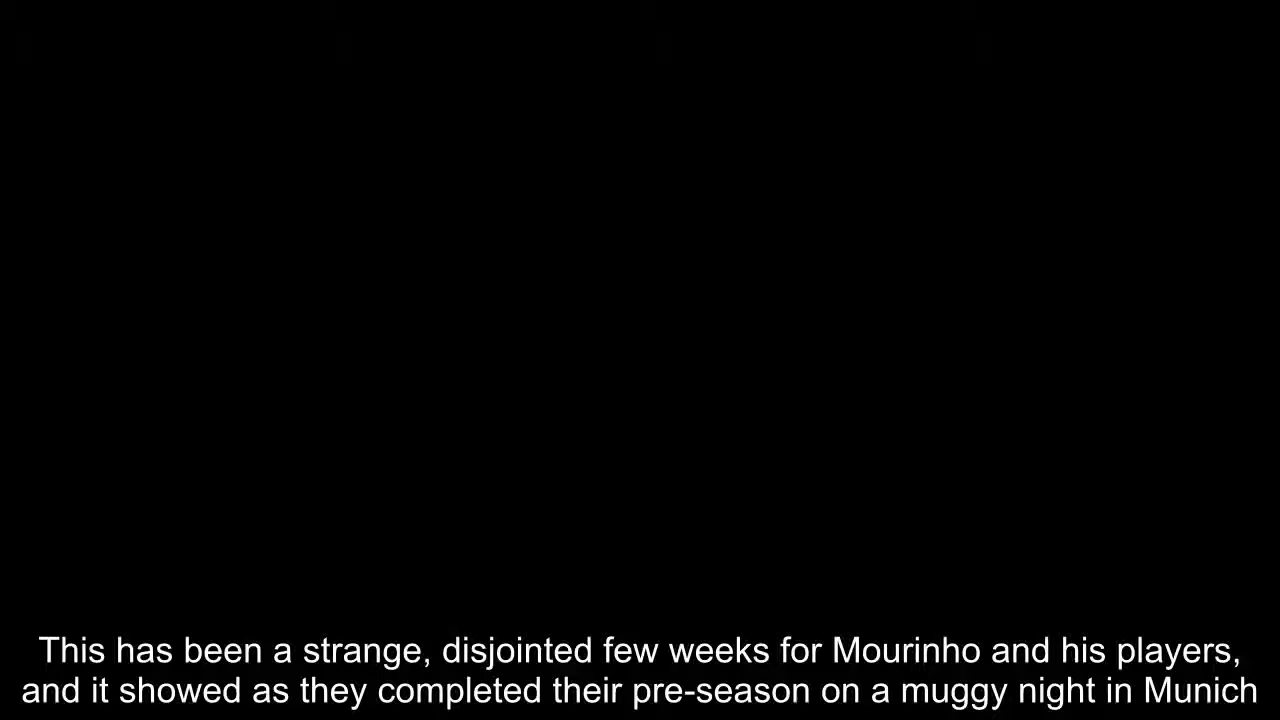 This has been a strange, disjointed few weeks for Mourinho and his players,
and it showed as they completed their pre-season on a muggy night in Munich